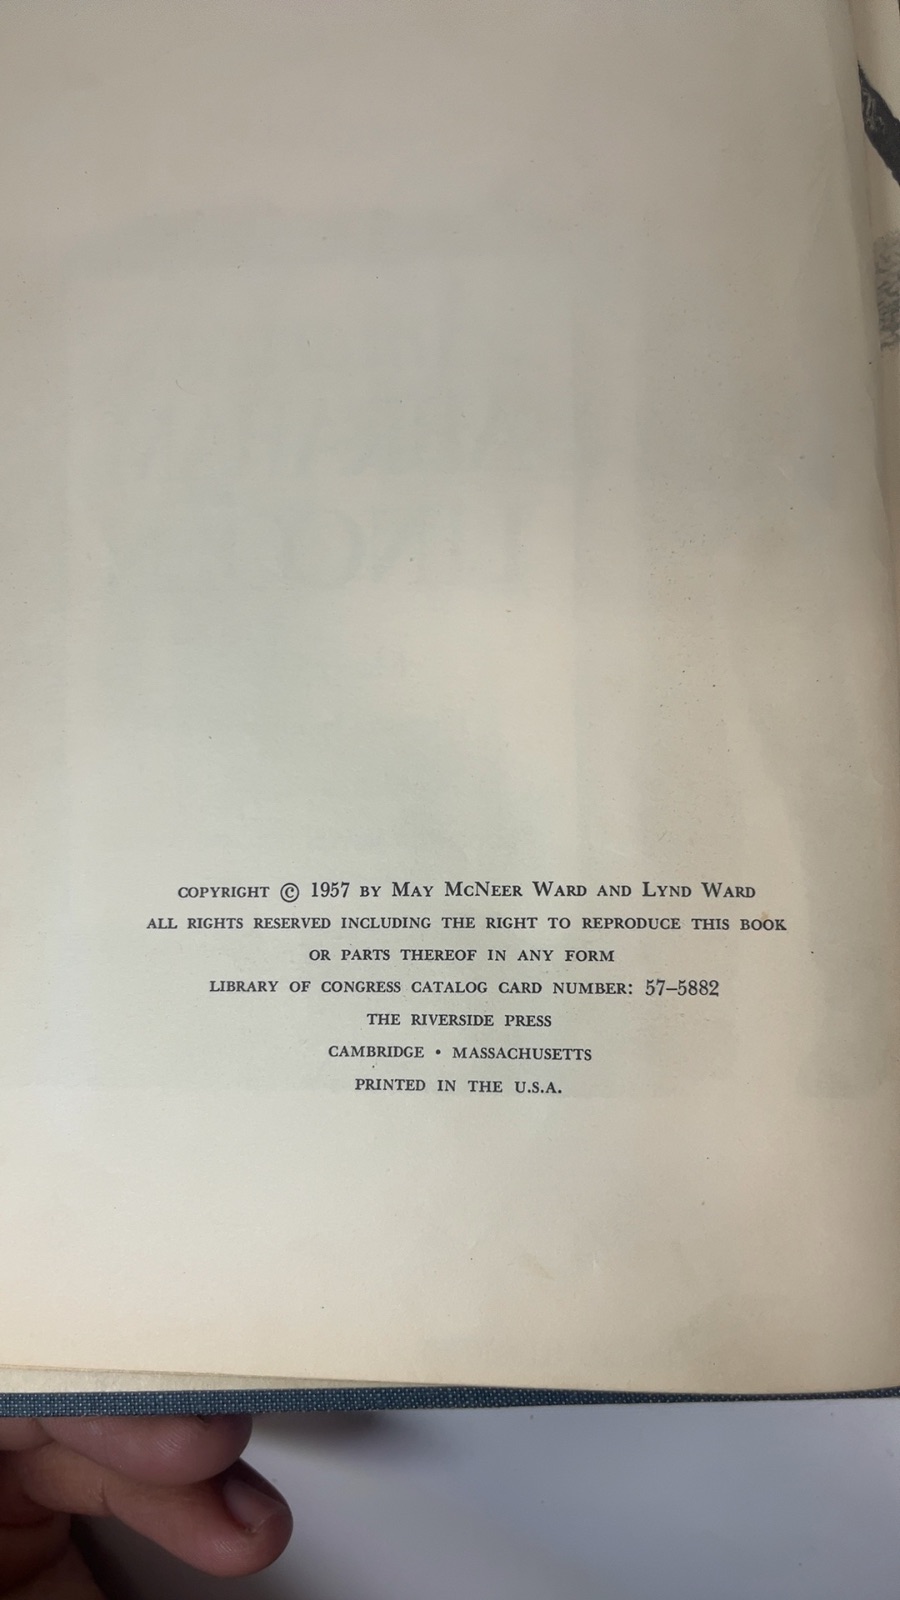 COPYRIGHT © 1957 BY MAY MCNEER WARD AND LYND WARD
ALL RIGHTS RESERVED INCLUDING THE RIGHT TO REPRODUCE THIS BOOK
OR PARTS THEREOF IN ANY FORM
LIBRARY OF CONGRESS CATALOG CARD NUMBER: 57–5882
THE RIVERSIDE PRESS
CAMBRIDGE • MASSACHUSETTS
PRINTED IN THE U.S.A.